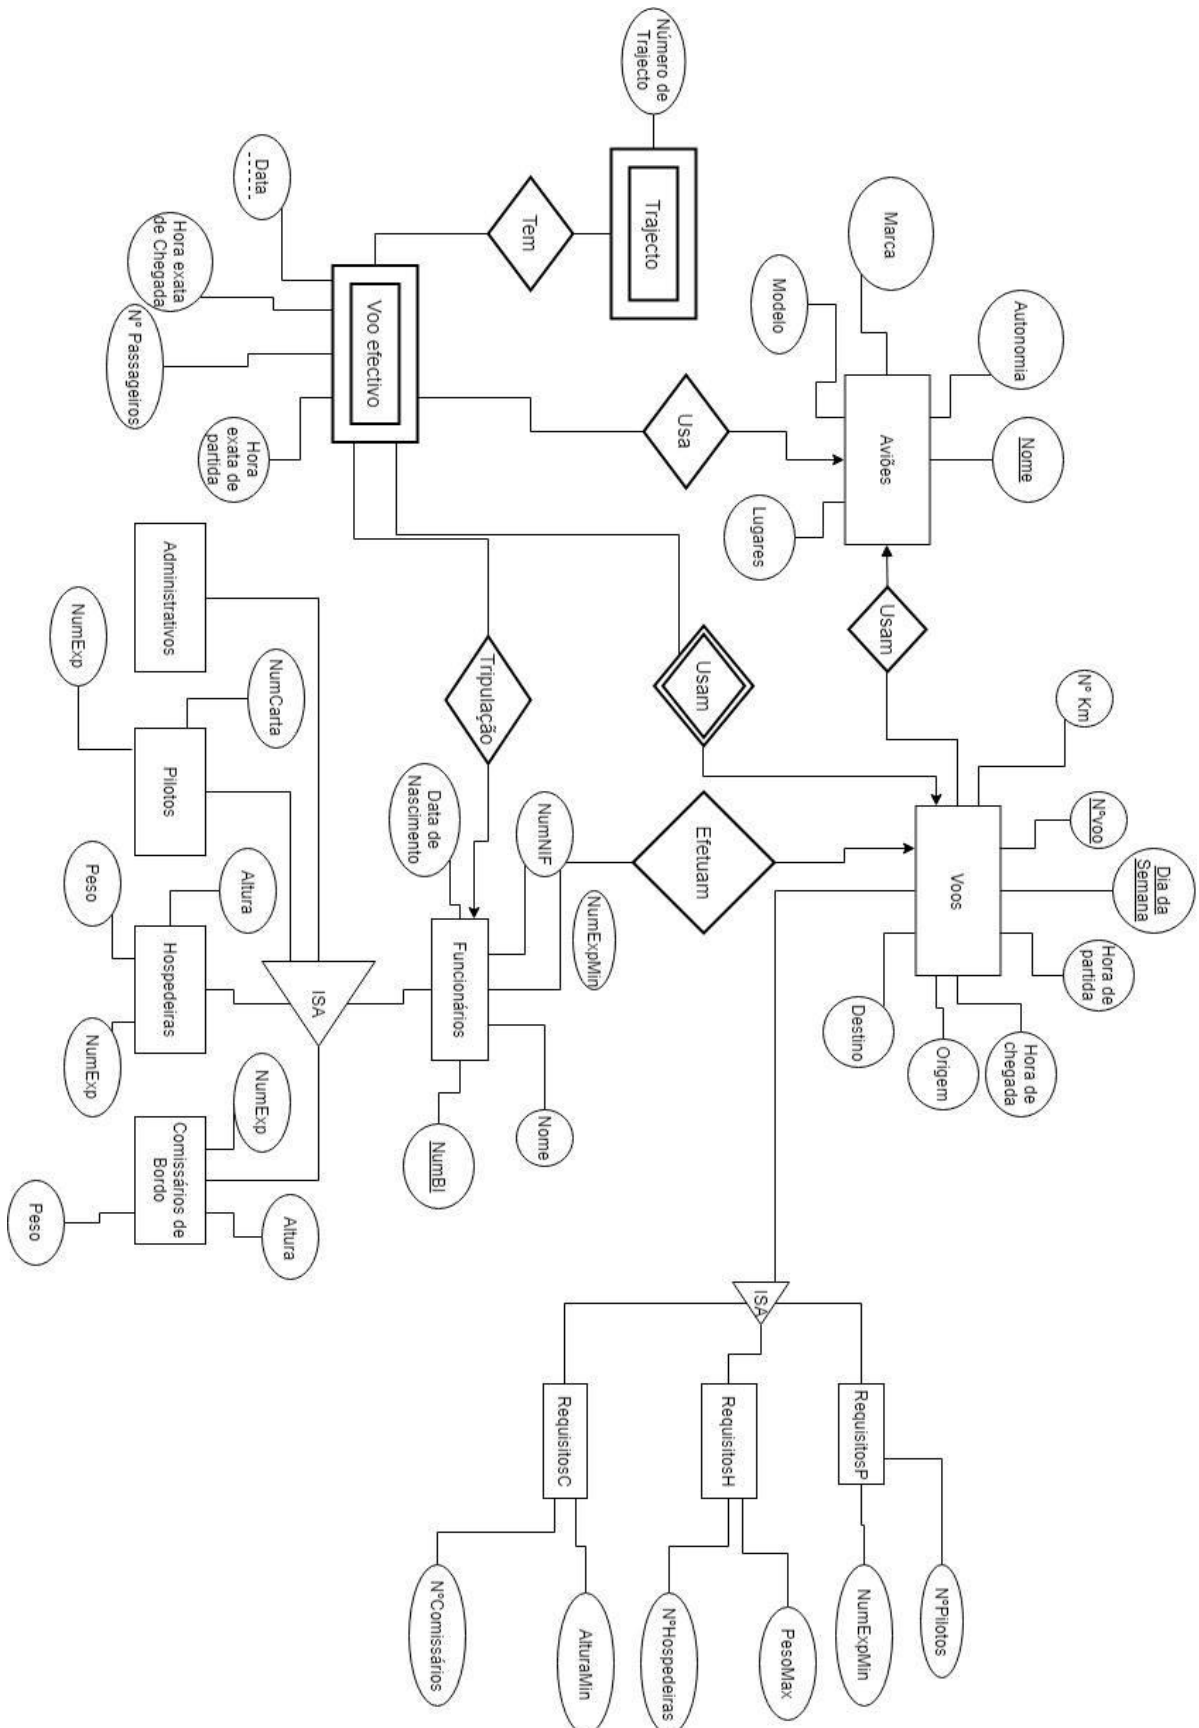 Dia da
Semana
Nºvoo
Hora de
partida
Nº Km
Autonomia
Nome
Hora de
chegada
Voos
Origem
NºPilotos
Marca
Aviões
Usam
Destino
RequisitosP
NumExpMin
Modelo
Lugares
ISA
PesoMax
RequisitosH
Usam
Efetuam
Usa
NºHospedeiras
Número de
Trajecto
Trajecto
NumExpMin
AlturaMin
RequisitosC
Tem
NumNIF
Nome
Tripulação
Funcionários
NumBI
NºComissários
Data de
Nascimento
Voo efectivo
ISA
Data
Altura
NumCarta
NumExp
Altura
Hora
exata de
partida
Hora exata
de Chegada
Administrativos
Pilotos
Hospedeiras
Comissários de
Bordo
Nº Passageiros
NumExp
Peso
NumExp
Peso